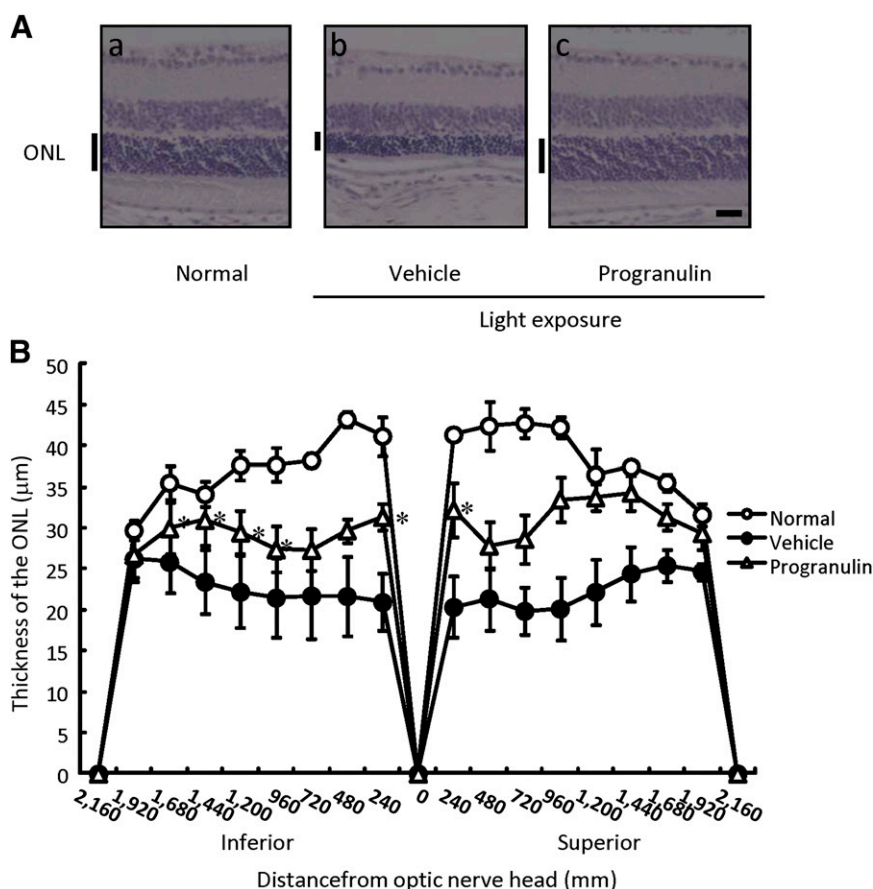 A
a
b
c
ONL
Normal
Vehicle
Progranulin
Light exposure
B
Thickness of the ONL (μm)
50
45
40
35
30
25
20
15
10
5
0
*
*
*
*
*
*
Normal
Vehicle
Progranulin
2,160
1,920
1,680
1,440
1,200
960
720
480
240
0
240
480
720
960
1,200
1,440
1,680
1,920
2,160
Inferior
Superior
Distancefrom optic nerve head (mm)